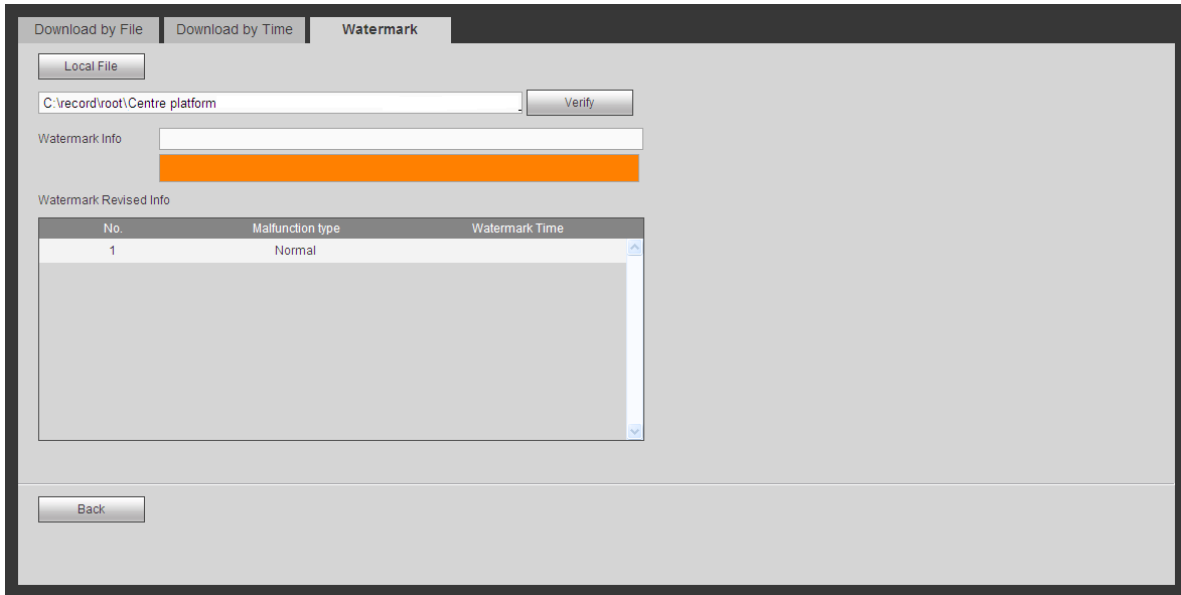 Download by File Download by Time Watermark
Local File
C:\record\root\Centre platform Verify
Watermark Info
Watermark Revised Info
No. Malfunction type Watermark Time
1 Normal
Back